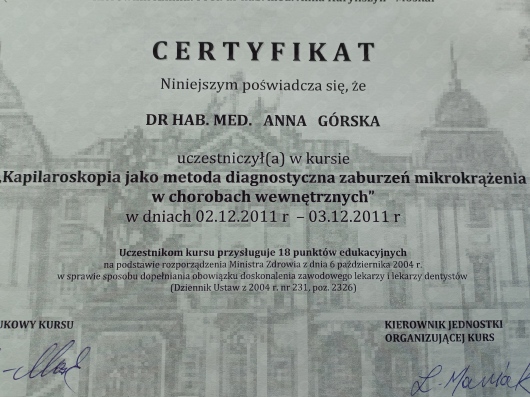 CERTYFIKAT
Niniejszym poświadcza się, że
DR HAB. MED. ANNA GÓRSKA
uczestniczył(a) w kursie
„Kapilaroskopia jako metoda diagnostyczna zaburzeń mikrokrążenia
w chorobach wewnętrznych”
w dniach 02.12.2011 r – 03.12.2011 r
Uczestnikom kursu przysługuje 18 punktów edukacyjnych
na podstawie rozporządzenia Ministra Zdrowia z dnia 6 października 2004 r.
w sprawie sposobu dopełniania obowiązku doskonalenia zawodowego lekarzy i lekarzy dentystów
(Dziennik Ustaw z 2004 r. nr 231, poz. 2326)
UKOWY KURSU
KIEROWNIK JEDNOSTKI
ORGANIZUJĄCEJ KURS